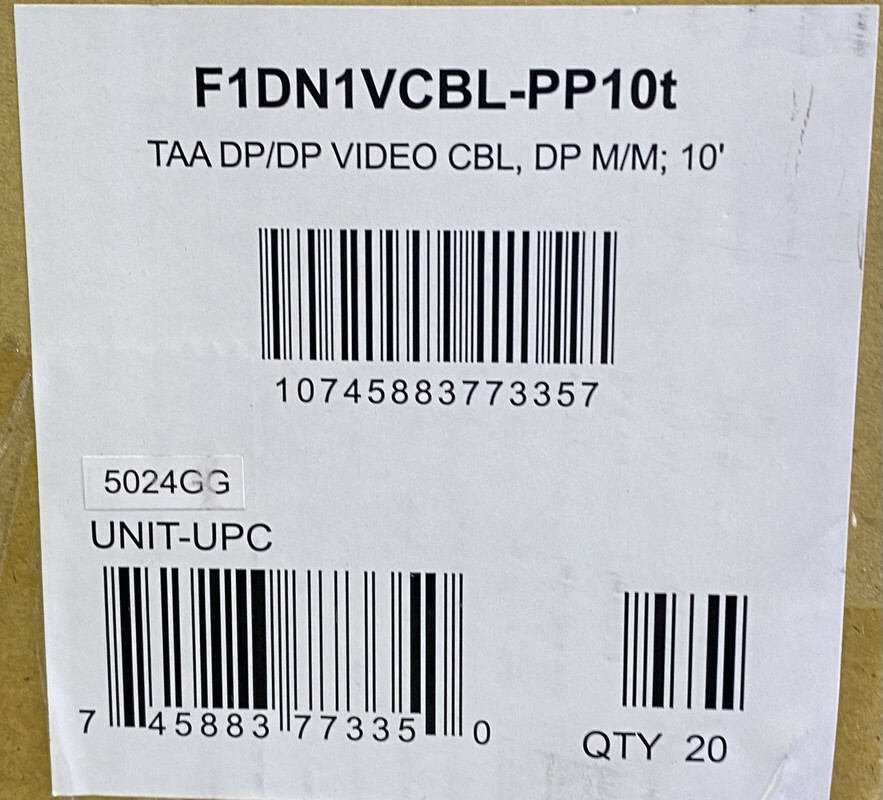 F1DN1VCBL-PP10t
TAA DP/DP VIDEO CBL, DP M/M; 10'
10745883773357
5024GG
UNIT-UPC
7 45883 77335 0
QTY 20